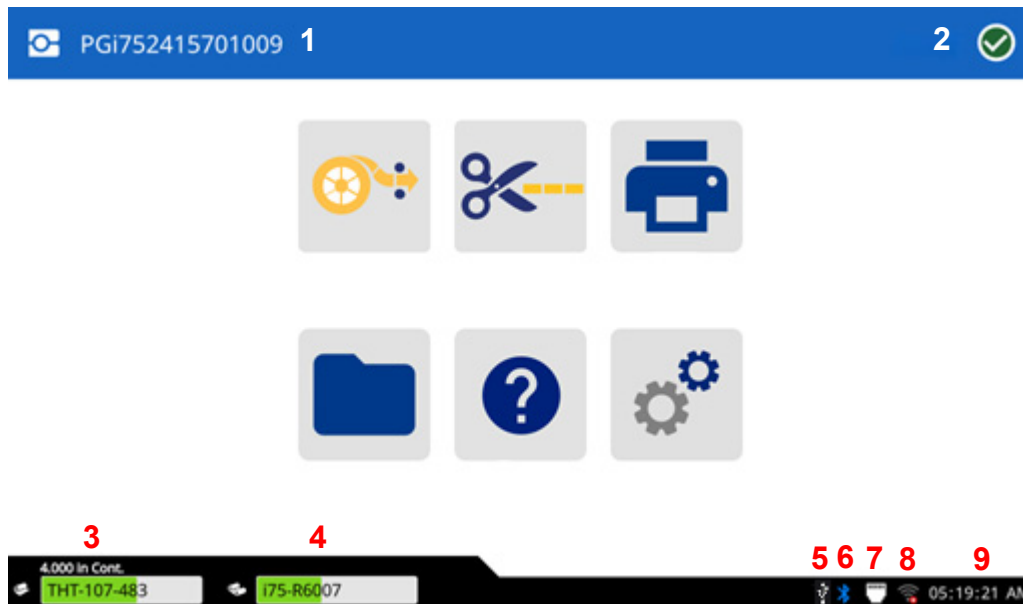 PGi752415701009 1 2
?
3 4
4.000 in Cont.
THT-107-483 i75-R6007
5 6 7 8 9
05:19:21 AM